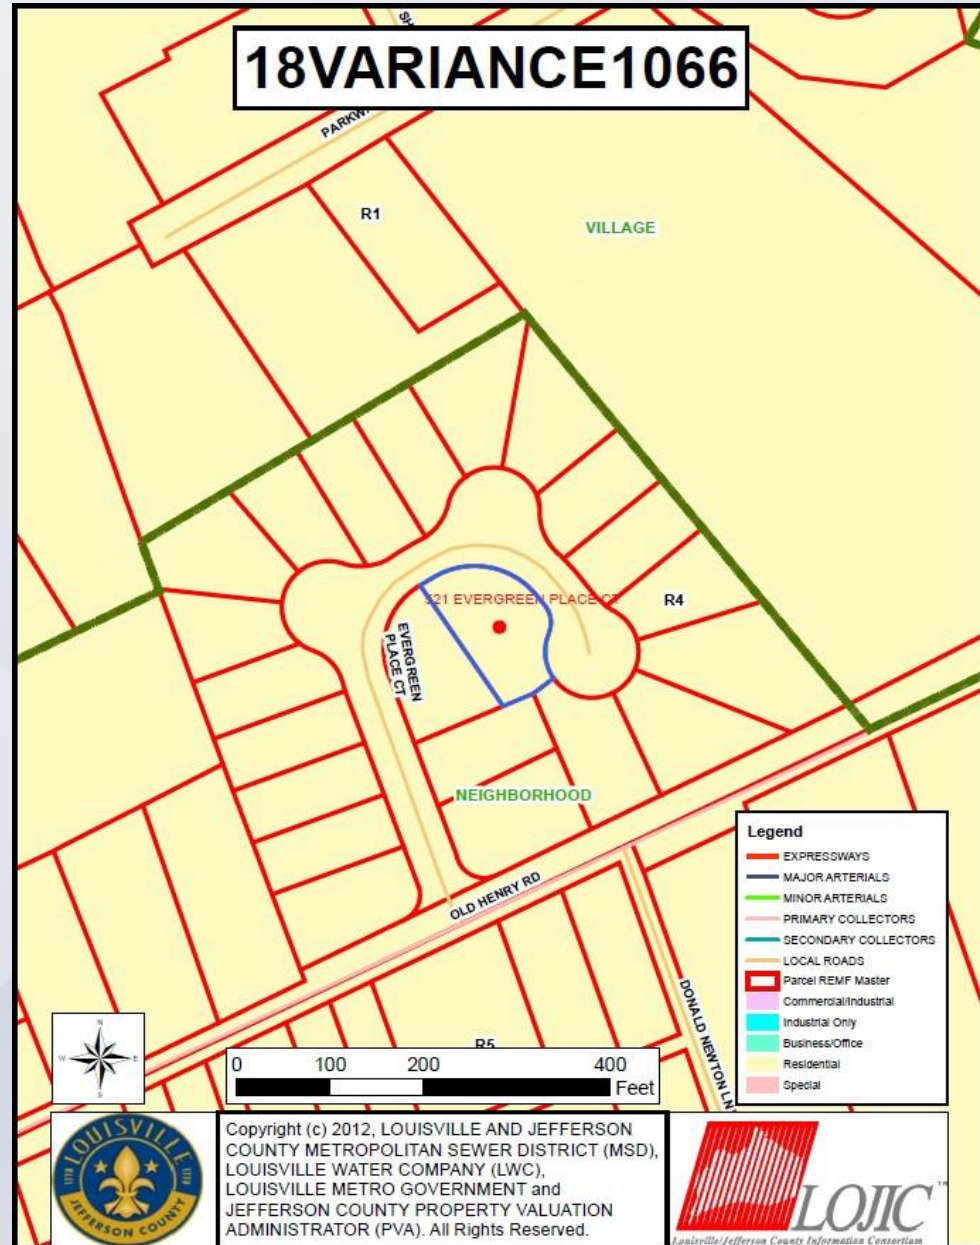 18VARIANCE1066
R1
VILLAGE
521 EVERGREEN PLACE CT
R4
EVERGREEN
PLACE CT
NEIGHBORHOOD
OLD HENRY RD
DONALD NEWTON LN
R5
Legend
EXPRESSWAYS
MAJOR ARTERIALS
MINOR ARTERIALS
PRIMARY COLLECTORS
SECONDARY COLLECTORS
LOCAL ROADS
Parcel REMF Master
Commercial/Industrial
Industrial Only
Business/Office
Residential
Special
N
W
E
S
0 100 200 400
Feet
LOUISVILLE
1778
JEFFERSON COUNTY
Copyright (c) 2012, LOUISVILLE AND JEFFERSON
COUNTY METROPOLITAN SEWER DISTRICT (MSD),
LOUISVILLE WATER COMPANY (LWC),
LOUISVILLE METRO GOVERNMENT and
JEFFERSON COUNTY PROPERTY VALUATION
ADMINISTRATOR (PVA). All Rights Reserved.
LOJIC™
Louisville/Jefferson County Information Consortium